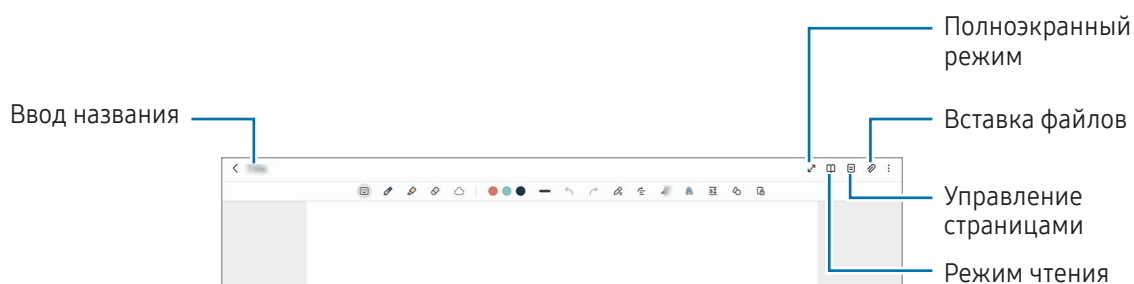 Полноэкранный
режим
Ввод названия
Вставка файлов
Управление
страницами
Режим чтения